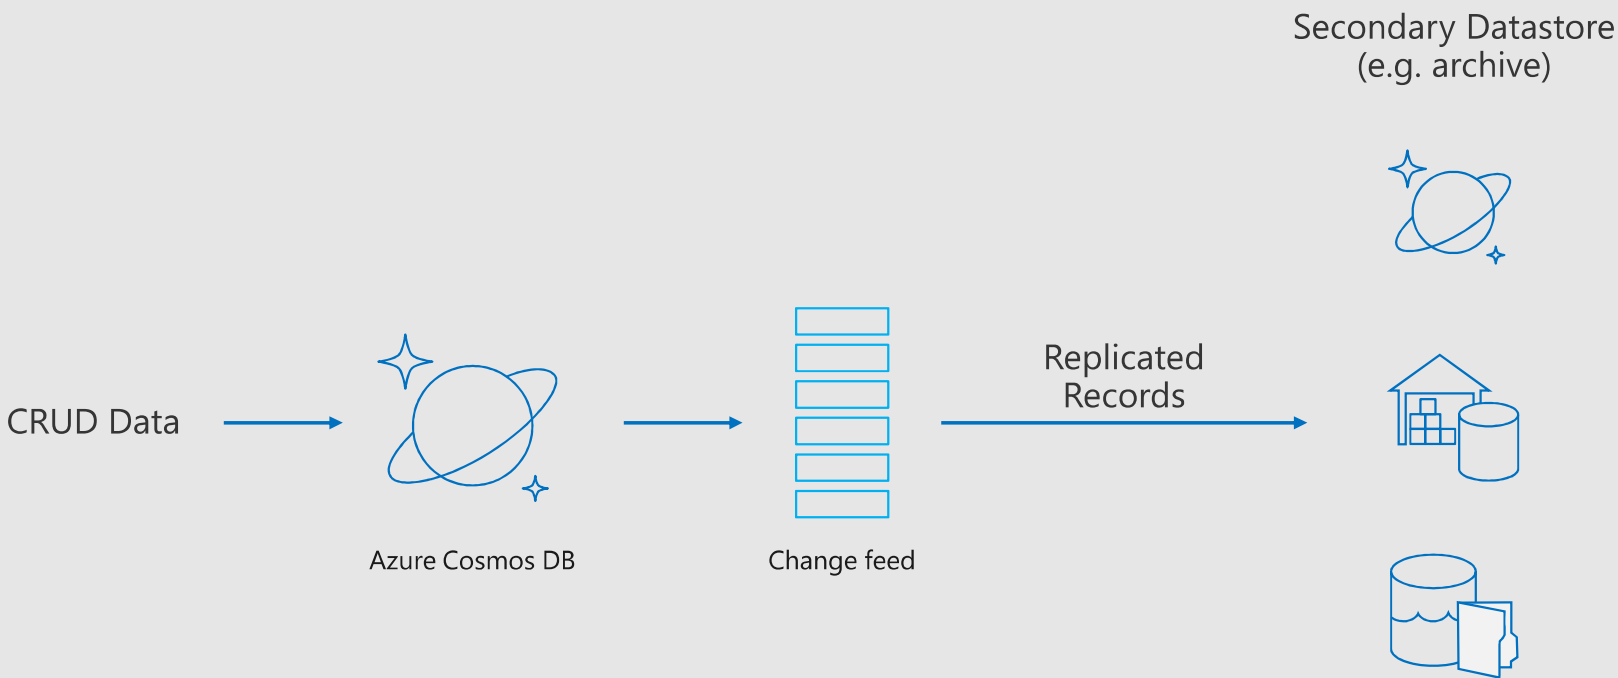 Secondary Datastore
(e.g. archive)
Replicated
Records
CRUD Data
Azure Cosmos DB
Change feed